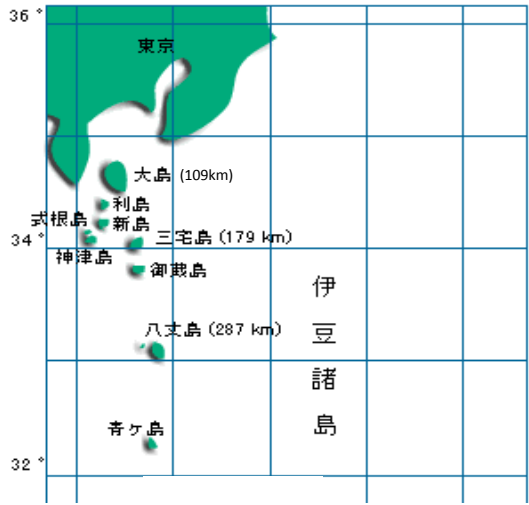 36°
東京
大島 (109km)
利島
式根島
新島
三宅島 (179 km)
34°
神津島
御蔵島
伊豆諸島
八丈島 (287 km)
青ヶ島
32°